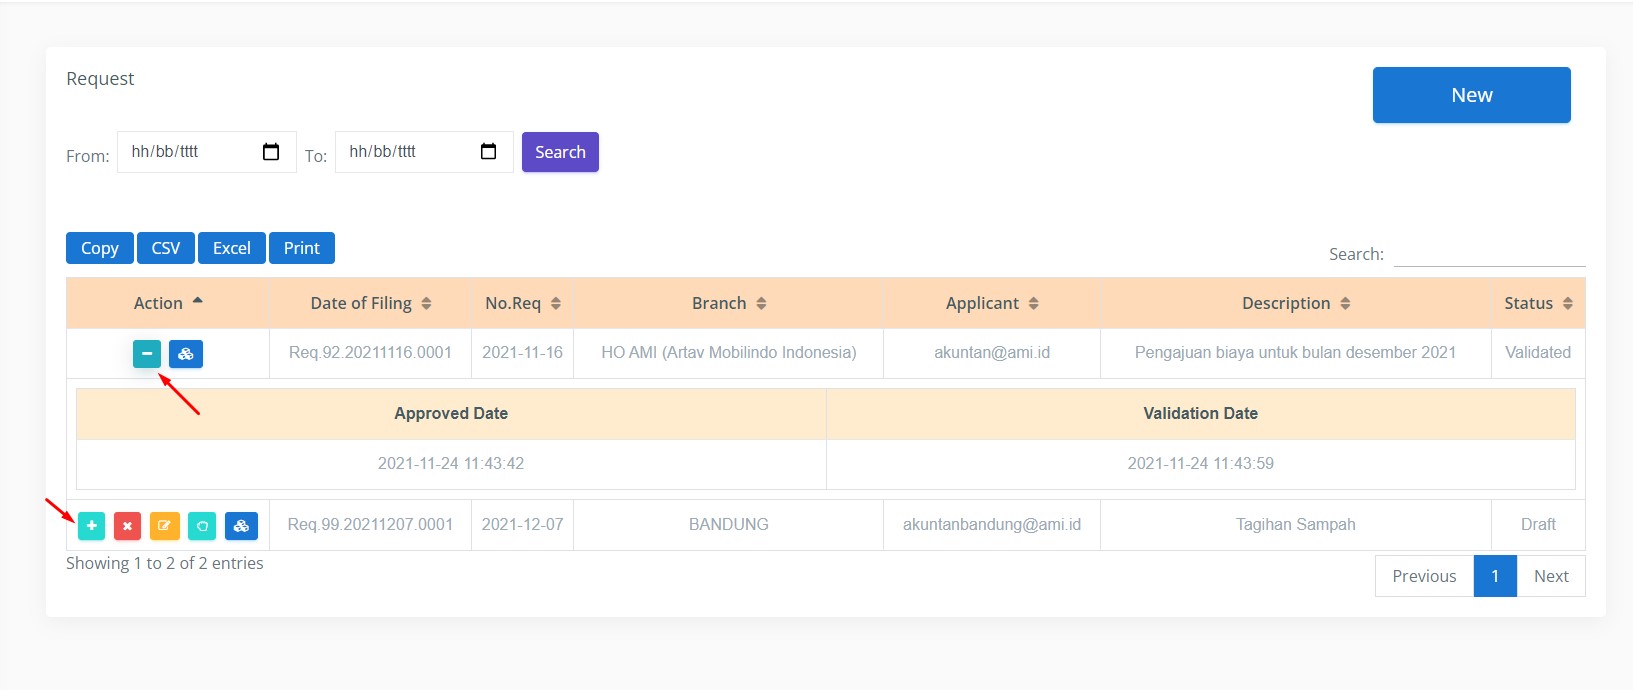 Request
New
From: hh/bb/tttt To: hh/bb/tttt Search
Copy CSV Excel Print
Search:
Action Date of Filing No.Req Branch Applicant Description Status
Req.92.20211116.0001 2021-11-16 HO AMI (Artav Mobilindo Indonesia) akuntan@ami.id Pengajuan biaya untuk bulan desember 2021 Validated
Approved Date Validation Date
2021-11-24 11:43:42 2021-11-24 11:43:59
Req.99.20211207.0001 2021-12-07 BANDUNG akuntanbandung@ami.id Tagihan Sampah Draft
Showing 1 to 2 of 2 entries
Previous 1 Next